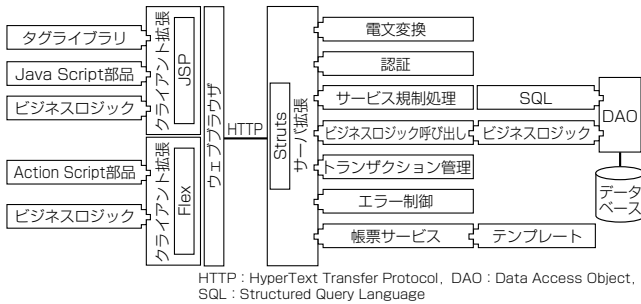 タグライブラリ
Java Script部品
ビジネスロジック
クライアント拡張
JSP
Action Script部品
ビジネスロジック
クライアント拡張
Flex
ウェブブラウザ
HTTP
Struts
サーバ拡張
電文変換
認証
サービス規制処理
SQL
ビジネスロジック呼び出し
ビジネスロジック
DAO
トランザクション管理
エラー制御
帳票サービス
テンプレート
データ
ベース
HTTP：HyperText Transfer Protocol，DAO：Data Access Object，
SQL：Structured Query Language